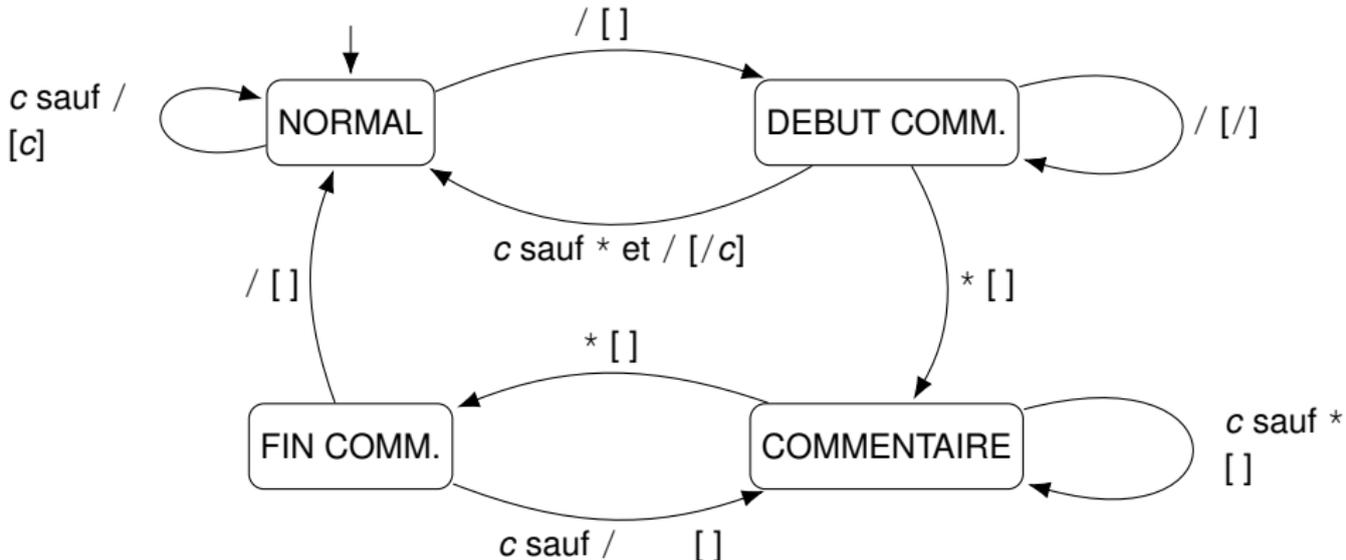 / [ ]
c sauf /
[c]
NORMAL
DEBUT COMM.
/ [/]
c sauf * et / [/c]
/ [ ]
* [ ]
* [ ]
FIN COMM.
COMMENTAIRE
c sauf *
[ ]
c sauf / [ ]